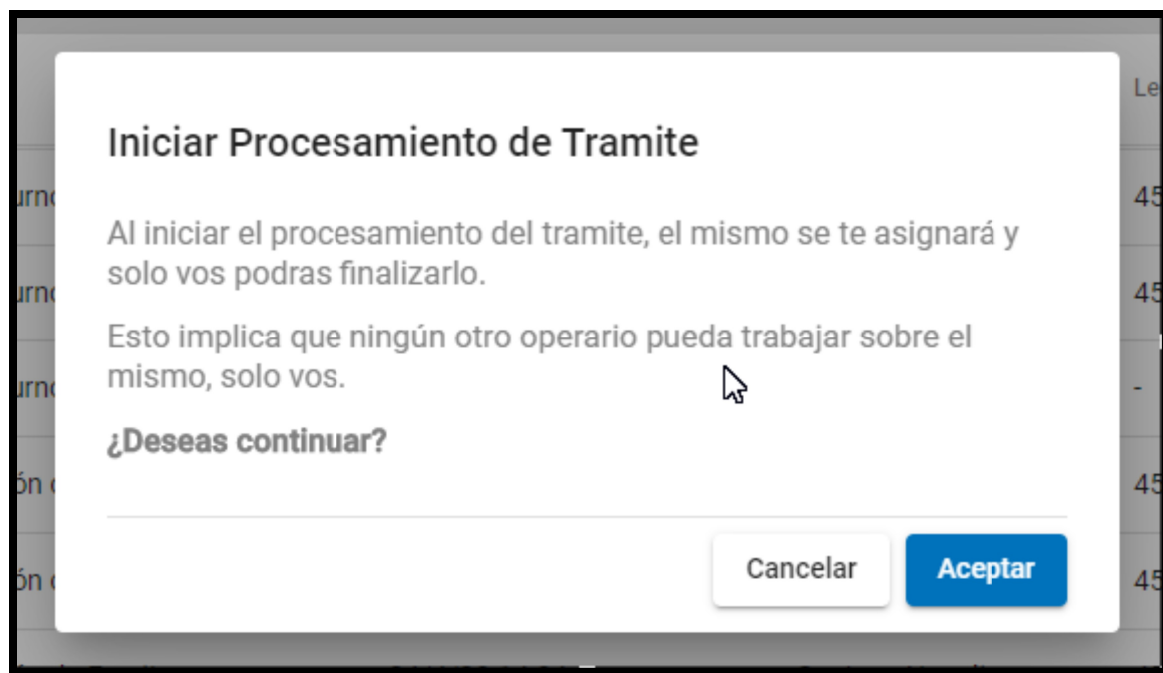 Iniciar Procesamiento de Tramite
Al iniciar el procesamiento del tramite, el mismo se te asignará y
solo vos podras finalizarlo.
Esto implica que ningún otro operario pueda trabajar sobre el
mismo, solo vos.
¿Deseas continuar?
Cancelar
Aceptar